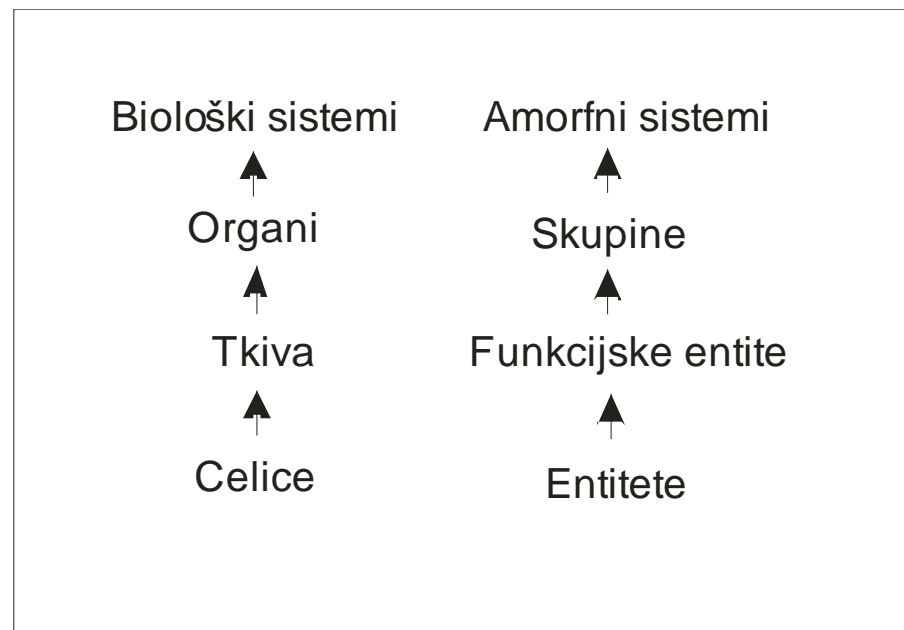 Biološki sistemi
Organi
Tkiva
Celice
Amorfni sistemi
Skupine
Funkcijske entite
Entitete